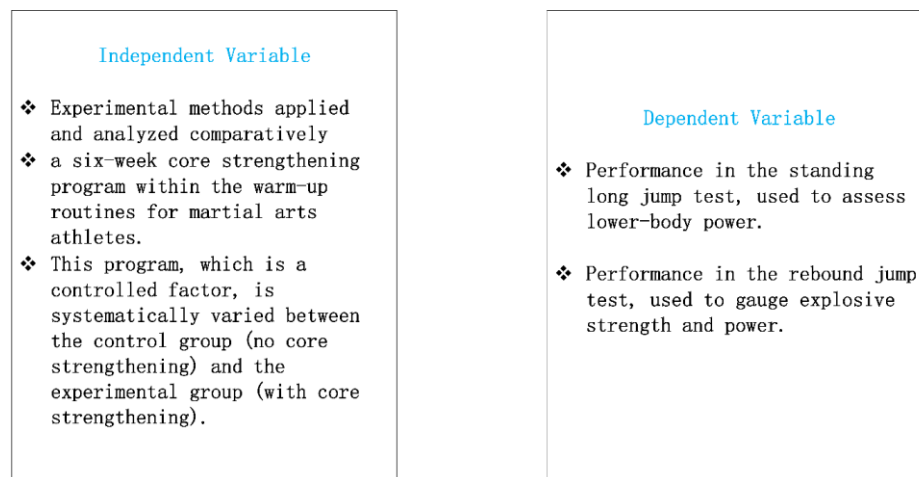 Independent Variable
❖ Experimental methods applied
and analyzed comparatively
❖ a six-week core strengthening
program within the warm-up
routines for martial arts
athletes.
❖ This program, which is a
controlled factor, is
systematically varied between
the control group (no core
strengthening) and the
experimental group (with core
strengthening).
Dependent Variable
❖ Performance in the standing
long jump test, used to assess
lower-body power.
❖ Performance in the rebound jump
test, used to gauge explosive
strength and power.